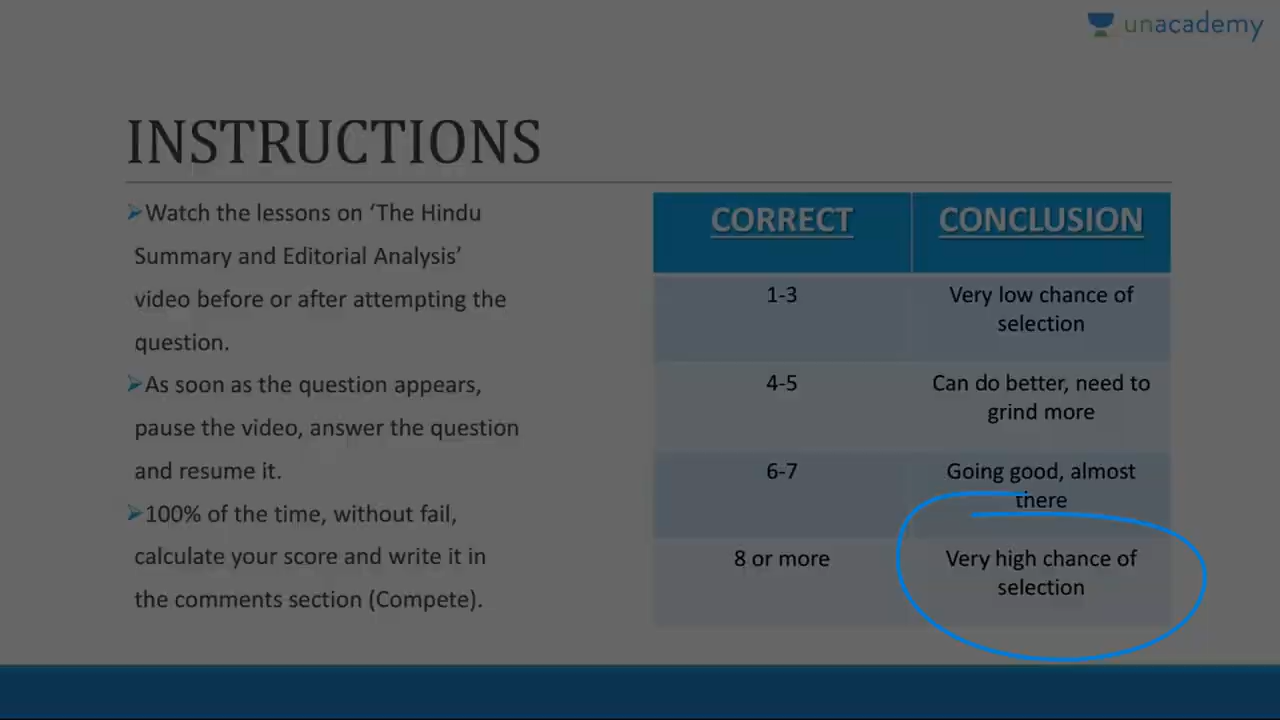 unacademy
INSTRUCTIONS
➢Watch the lessons on ‘The Hindu
Summary and Editorial Analysis’
video before or after attempting the
question.
➢As soon as the question appears,
pause the video, answer the question
and resume it.
➢100% of the time, without fail,
calculate your score and write it in
the comments section (Compete).
CORRECT CONCLUSION
1-3 Very low chance of
selection
4-5 Can do better, need to
grind more
6-7 Going good, almost
there
8 or more Very high chance of
selection